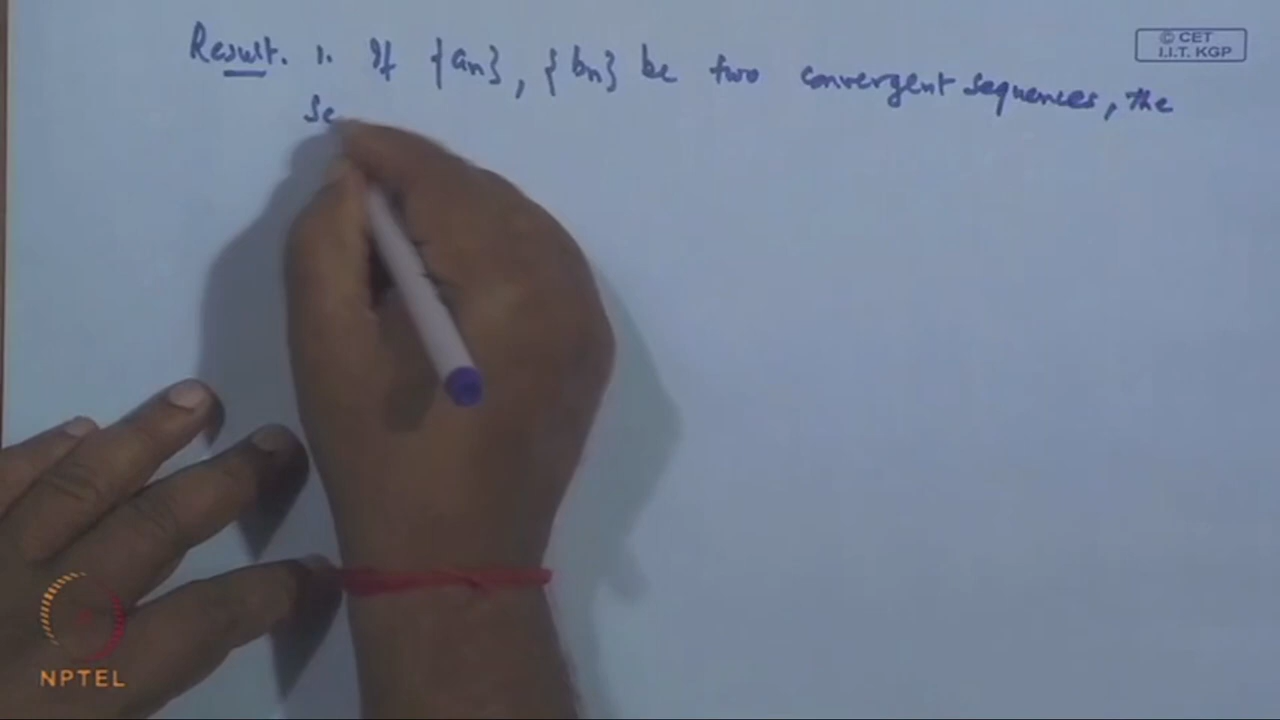 Result. 1. If {an}, {bn} be two convergent sequences, the
Se
© CET
I.I.T. KGP
NPTEL